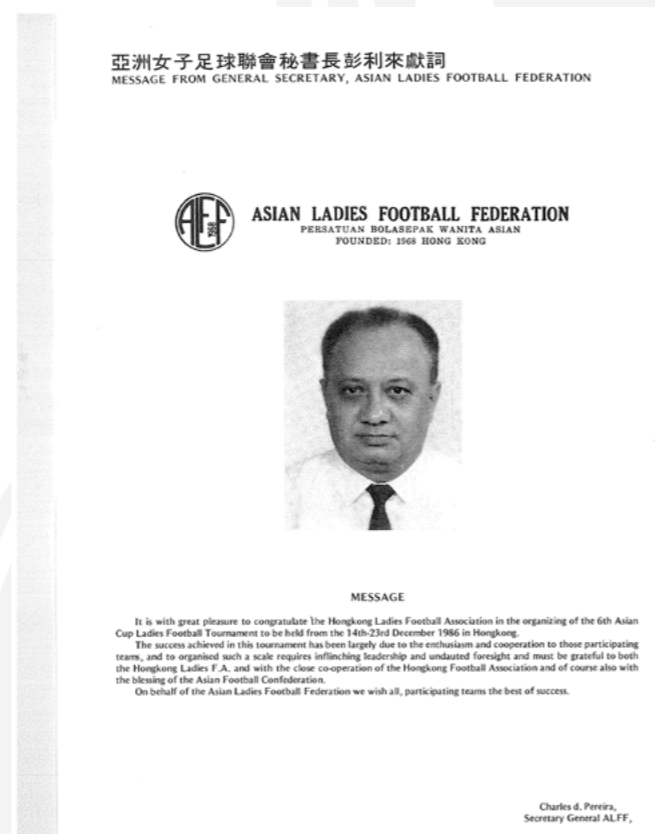 亞洲女子足球聯會秘書長彭利來獻詞
MESSAGE FROM GENERAL SECRETARY, ASIAN LADIES FOOTBALL FEDERATION
ALFF
1968
ASIAN LADIES FOOTBALL FEDERATION
PERSATUAN BOLASEPAK WANITA ASIAN
FOUNDED: 1968 HONG KONG
MESSAGE
It is with great pleasure to congratulate the Hongkong Ladies Football Association in the organizing of the 6th Asian
Cup Ladies Football Tournament to be held from the 14th-23rd December 1986 in Hongkong.
The success achieved in this tournament has been largely due to the enthusiasm and cooperation to those participating
teams, and to organised such a scale requires inflinching leadership and undauted foresight and must be grateful to both
the Hongkong Ladies F.A. and with the close co-operation of the Hongkong Football Association and of course also with
the blessing of the Asian Football Confederation.
On behalf of the Asian Ladies Football Federation we wish all, participating teams the best of success.
Charles d. Pereira,
Secretary General ALFF,